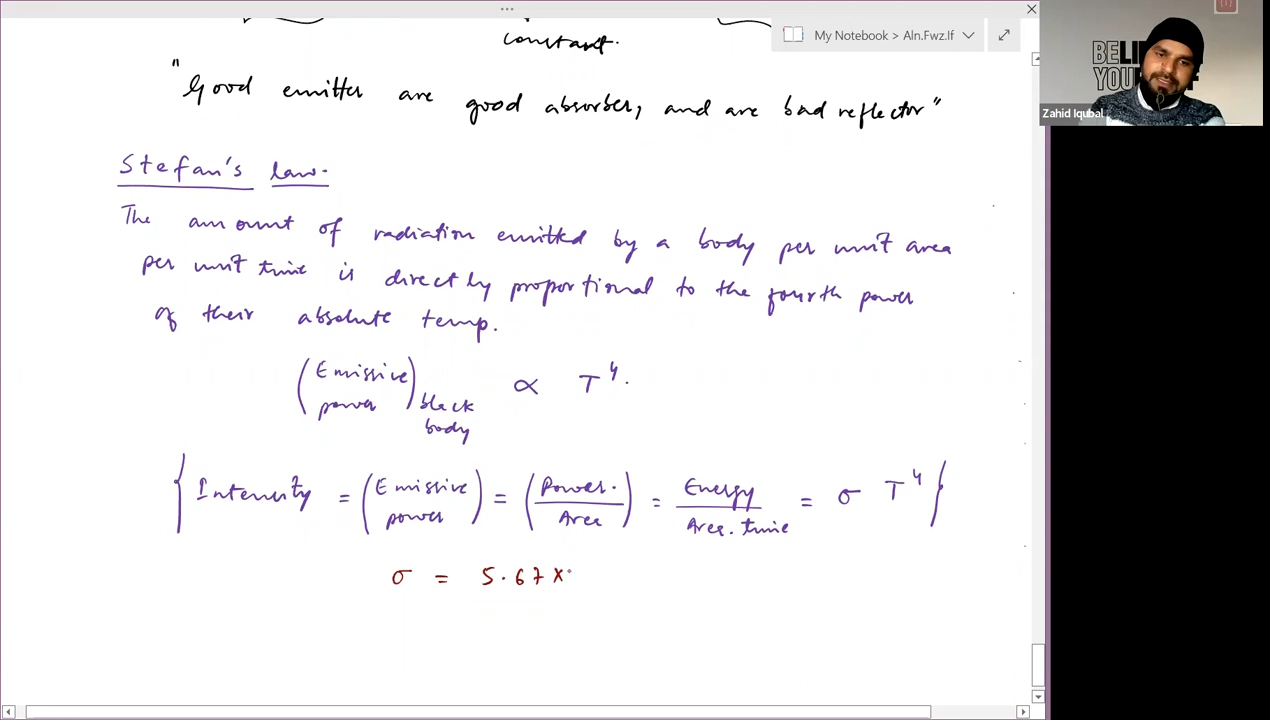 constant.
My Notebook > Aln.Fwz.If
"Good emitter are good absorber, and are bad reflector"
BE
YOU F
Zahid Iqubal
Stefan's law.
The amount of radiation emitted by a body per unit area
per unit time is directly proportional to the fourth power
of their absolute temp.
(Emissive power) black body ∝ T⁴.
{Intensity = (Emissive power) = (Power. / Area) = Energy / Area. time = σ T⁴}
σ = 5.67 ×